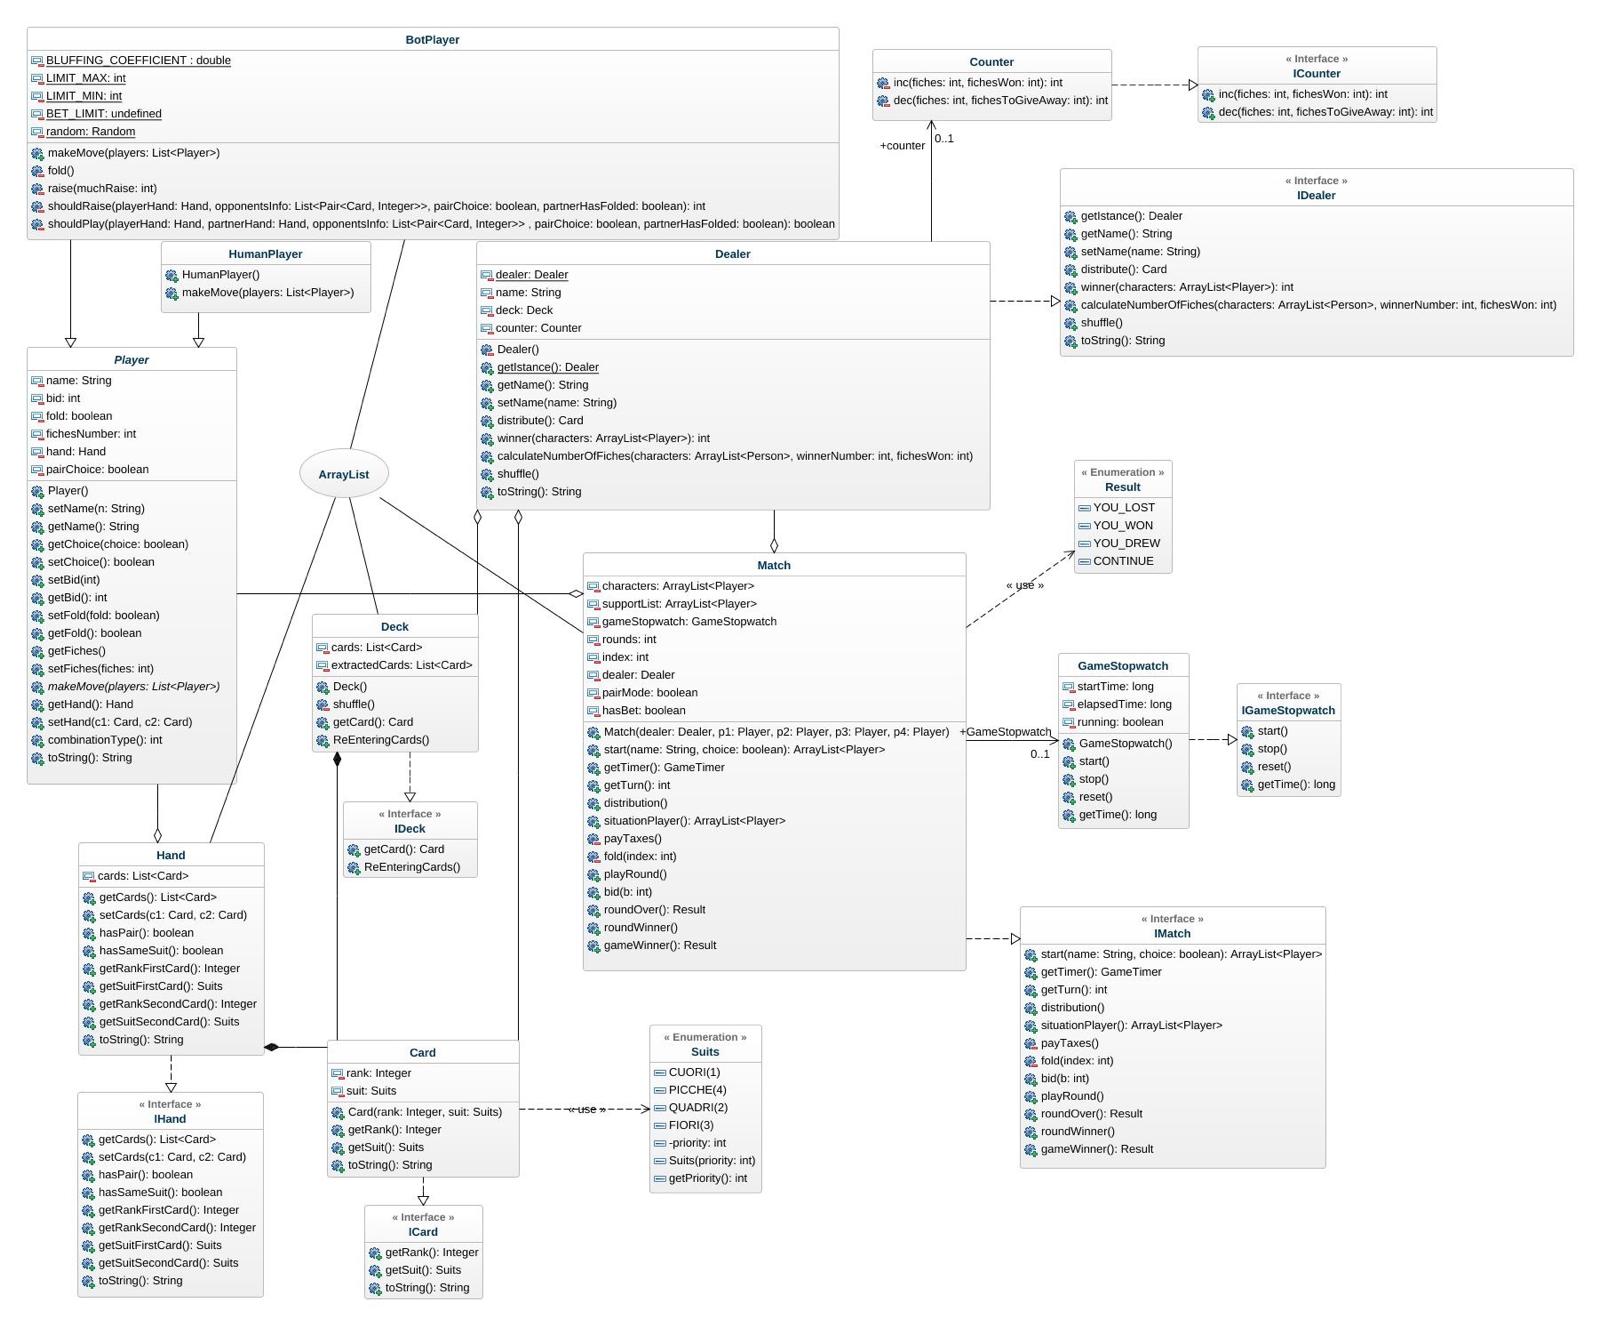 BotPlayer
BLUFFING_COEFFICIENT : double
LIMIT_MAX: int
LIMIT_MIN: int
BET_LIMIT: undefined
random: Random
makeMove(players: List<Player>)
fold()
raise(muchRaise: int)
shouldRaise(playerHand: Hand, opponentsInfo: List<Pair<Card, Integer>>, pairChoice: boolean, partnerHasFolded: boolean): int
shouldPlay(playerHand: Hand, partnerHand: Hand, opponentsInfo: List<Pair<Card, Integer>> , pairChoice: boolean, partnerHasFolded: boolean): boolean
Counter
inc(fiches: int, fichesWon: int): int
dec(fiches: int, fichesToGiveAway: int): int
« Interface »
ICounter
inc(fiches: int, fichesWon: int): int
dec(fiches: int, fichesToGiveAway: int): int
+counter
0..1
« Interface »
IDealer
getIstance(): Dealer
getName(): String
setName(name: String)
distribute(): Card
winner(characters: ArrayList<Player>): int
calculateNumberOfFiches(characters: ArrayList<Person>, winnerNumber: int, fichesWon: int)
shuffle()
toString(): String
HumanPlayer
HumanPlayer()
makeMove(players: List<Player>)
Dealer
dealer: Dealer
name: String
deck: Deck
counter: Counter
Dealer()
getIstance(): Dealer
getName(): String
setName(name: String)
distribute(): Card
winner(characters: ArrayList<Player>): int
calculateNumberOfFiches(characters: ArrayList<Person>, winnerNumber: int, fichesWon: int)
shuffle()
toString(): String
Player
name: String
bid: int
fold: boolean
fichesNumber: int
hand: Hand
pairChoice: boolean
Player()
setName(n: String)
getName(): String
getChoice(choice: boolean)
setChoice(): boolean
setBid(int)
getBid(): int
setFold(fold: boolean)
getFold(): boolean
getFiches()
setFiches(fiches: int)
makeMove(players: List<Player>)
getHand(): Hand
setHand(c1: Card, c2: Card)
combinationType(): int
toString(): String
ArrayList
« Enumeration »
Result
YOU_LOST
YOU_WON
YOU_DREW
CONTINUE
« use »
Match
characters: ArrayList<Player>
supportList: ArrayList<Player>
gameStopwatch: GameStopwatch
rounds: int
index: int
dealer: Dealer
pairMode: boolean
hasBet: boolean
Match(dealer: Dealer, p1: Player, p2: Player, p3: Player, p4: Player)
start(name: String, choice: boolean): ArrayList<Player>
getTimer(): GameTimer
getTurn(): int
distribution()
situationPlayer(): ArrayList<Player>
payTaxes()
fold(index: int)
playRound()
bid(b: int)
roundOver(): Result
roundWinner()
gameWinner(): Result
Deck
cards: List<Card>
extractedCards: List<Card>
Deck()
shuffle()
getCard(): Card
ReEnteringCards()
+GameStopwatch
0..1
GameStopwatch
startTime: long
elapsedTime: long
running: boolean
GameStopwatch()
start()
stop()
reset()
getTime(): long
« Interface »
IGameStopwatch
start()
stop()
reset()
getTime(): long
« Interface »
IDeck
getCard(): Card
ReEnteringCards()
Hand
cards: List<Card>
getCards(): List<Card>
setCards(c1: Card, c2: Card)
hasPair(): boolean
hasSameSuit(): boolean
getRankFirstCard(): Integer
getSuitFirstCard(): Suits
getRankSecondCard(): Integer
getSuitSecondCard(): Suits
toString(): String
« Interface »
IMatch
start(name: String, choice: boolean): ArrayList<Player>
getTimer(): GameTimer
getTurn(): int
distribution()
situationPlayer(): ArrayList<Player>
payTaxes()
fold(index: int)
bid(b: int)
playRound()
roundOver(): Result
roundWinner()
gameWinner(): Result
Card
rank: Integer
suit: Suits
Card(rank: Integer, suit: Suits)
getRank(): Integer
getSuit(): Suits
toString(): String
« use »
« Enumeration »
Suits
CUORI(1)
PICCHE(4)
QUADRI(2)
FIORI(3)
-priority: int
Suits(priority: int)
getPriority(): int
« Interface »
IHand
getCards(): List<Card>
setCards(c1: Card, c2: Card)
hasPair(): boolean
hasSameSuit(): boolean
getRankFirstCard(): Integer
getRankSecondCard(): Integer
getSuitFirstCard(): Suits
getSuitSecondCard(): Suits
toString(): String
« Interface »
ICard
getRank(): Integer
getSuit(): Suits
toString(): String